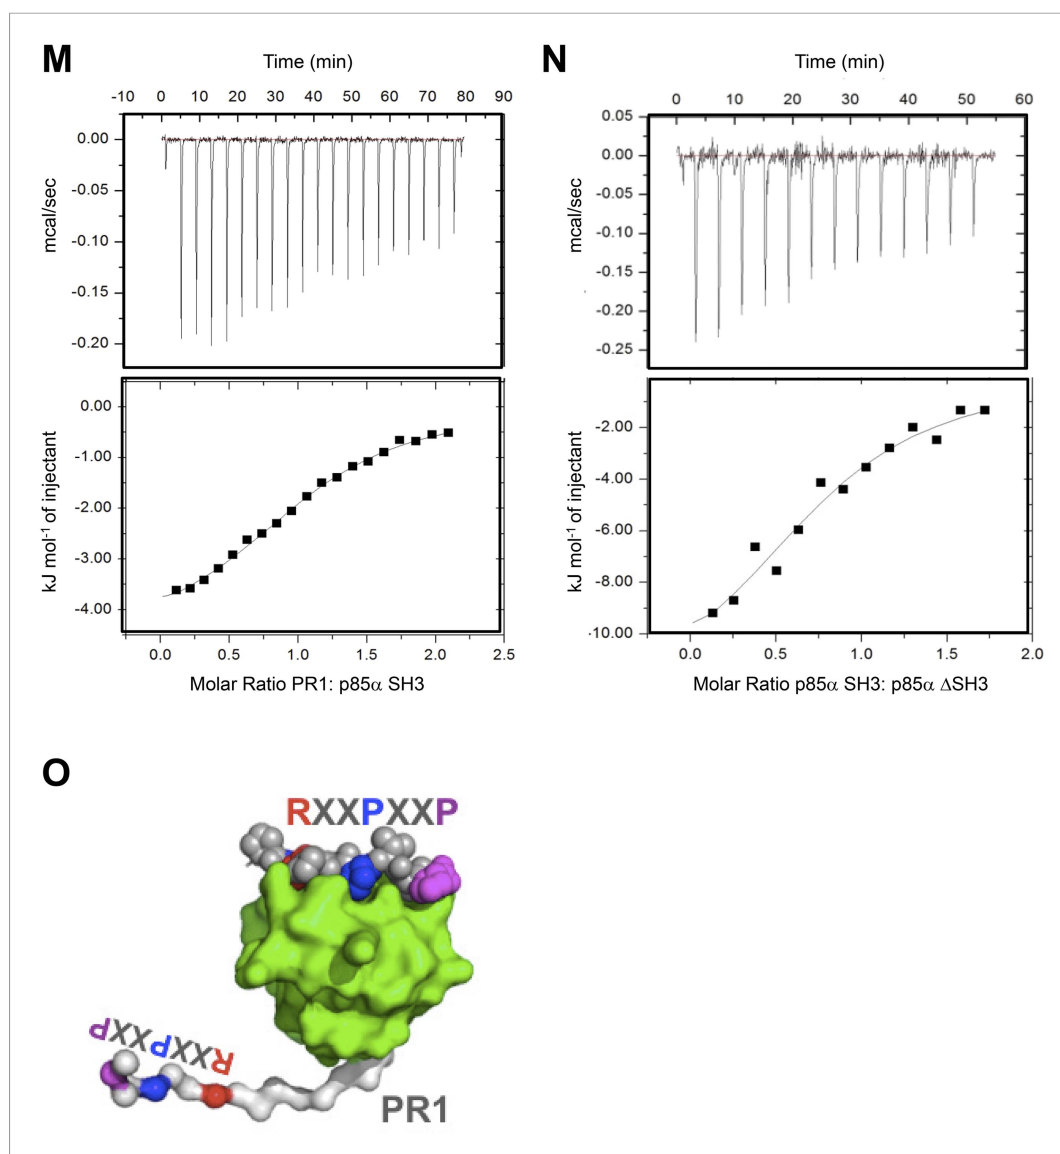 M
Time (min)
-10 0 10 20 30 40 50 60 70 80 90
0.00
-0.05
-0.10
-0.15
-0.20
mcal/sec
0.00
-1.00
-2.00
-3.00
-4.00
kJ mol-1 of injectant
0.0 0.5 1.0 1.5 2.0 2.5
Molar Ratio PR1: p85α SH3
N
Time (min)
0 10 20 30 40 50 60
0.05
0.00
-0.05
-0.10
-0.15
-0.20
-0.25
mcal/sec
-2.00
-4.00
-6.00
-8.00
-10.00
kJ mol-1 of injectant
0.0 0.5 1.0 1.5 2.0
Molar Ratio p85α SH3: p85α ΔSH3
O
RXXPXXP
PXXPXXR
PR1